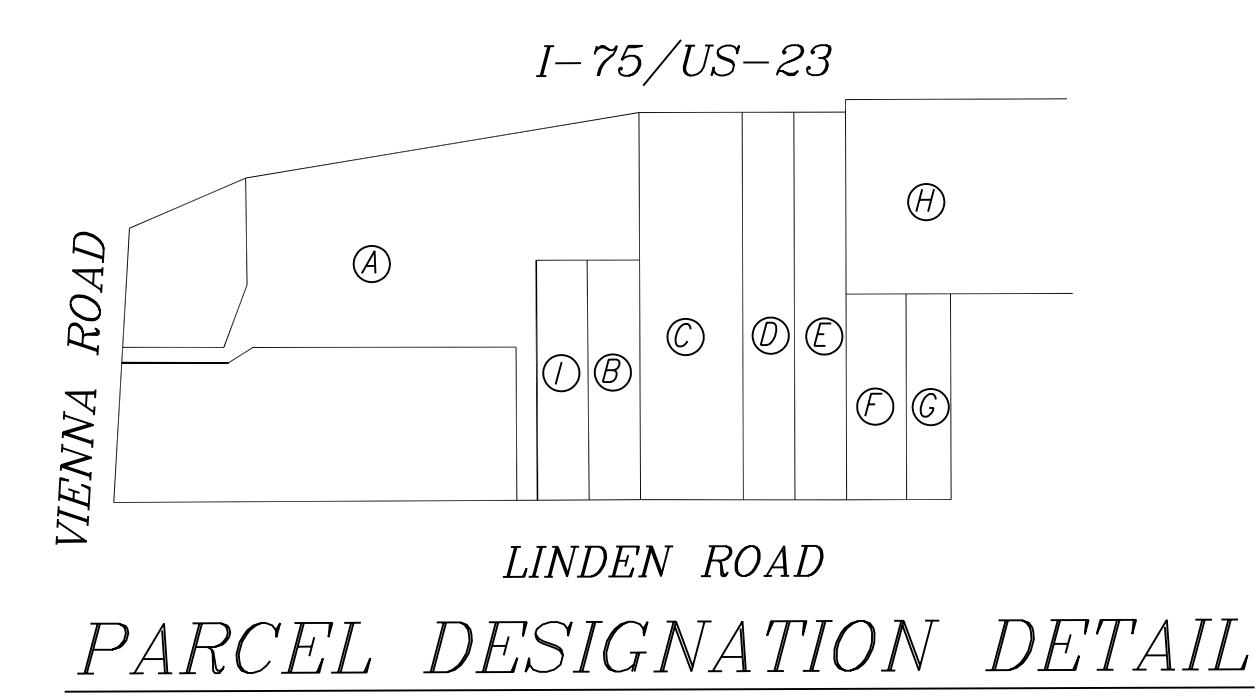 I-75/US-23
H
A
VIENNA ROAD
C
D
E
I
B
F
G
LINDEN ROAD
PARCEL DESIGNATION DETAIL